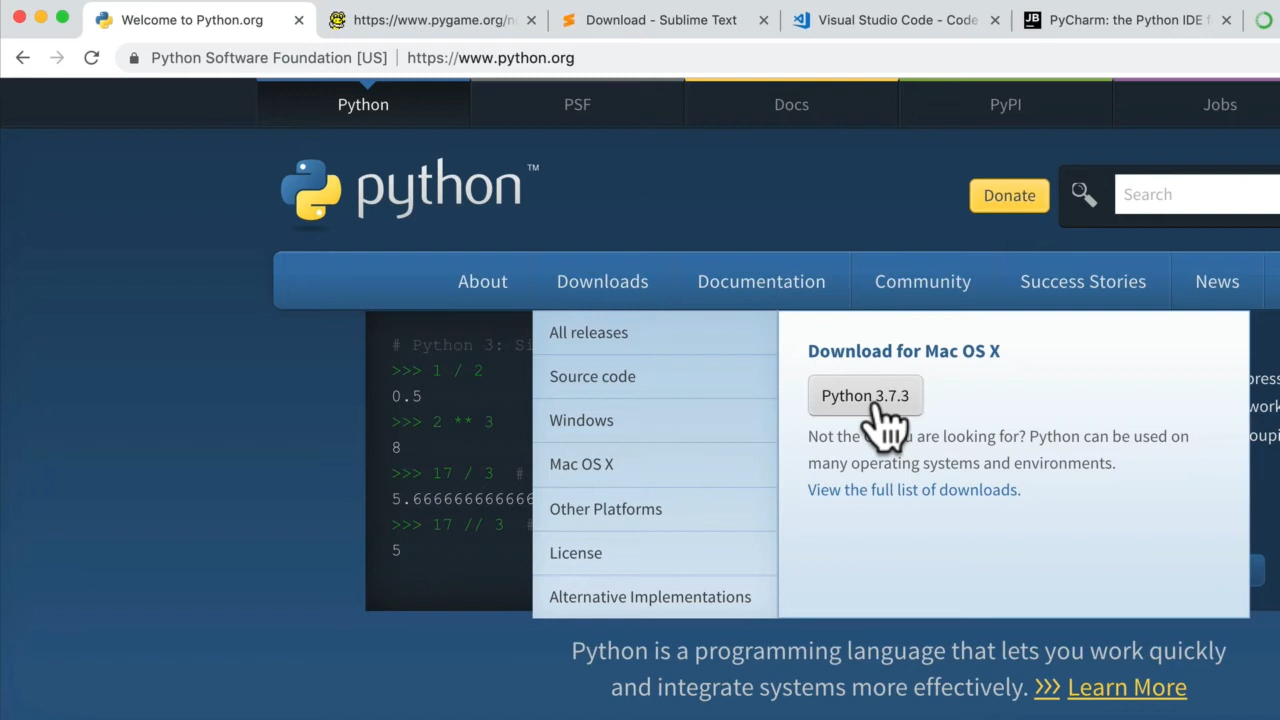 Welcome to Python.org
https://www.pygame.org/
Download - Sublime Text
Visual Studio Code - Code
JB PyCharm: the Python IDE
Python Software Foundation [US] https://www.python.org
Python PSF Docs PyPI Jobs
python™
Donate Search
About Downloads Documentation Community Success Stories News
# Python 3: Si
>>> 1 / 2
0.5
>>> 2 ** 3
8
>>> 17 / 3 #
5.666666666666
>>> 17 // 3 #
5
All releases
Source code
Windows
Mac OS X
Other Platforms
License
Alternative Implementations
Download for Mac OS X
Python 3.7.3
Not the are looking for? Python can be used on
many operating systems and environments.
View the full list of downloads.
Python is a programming language that lets you work quickly
and integrate systems more effectively. >>> Learn More